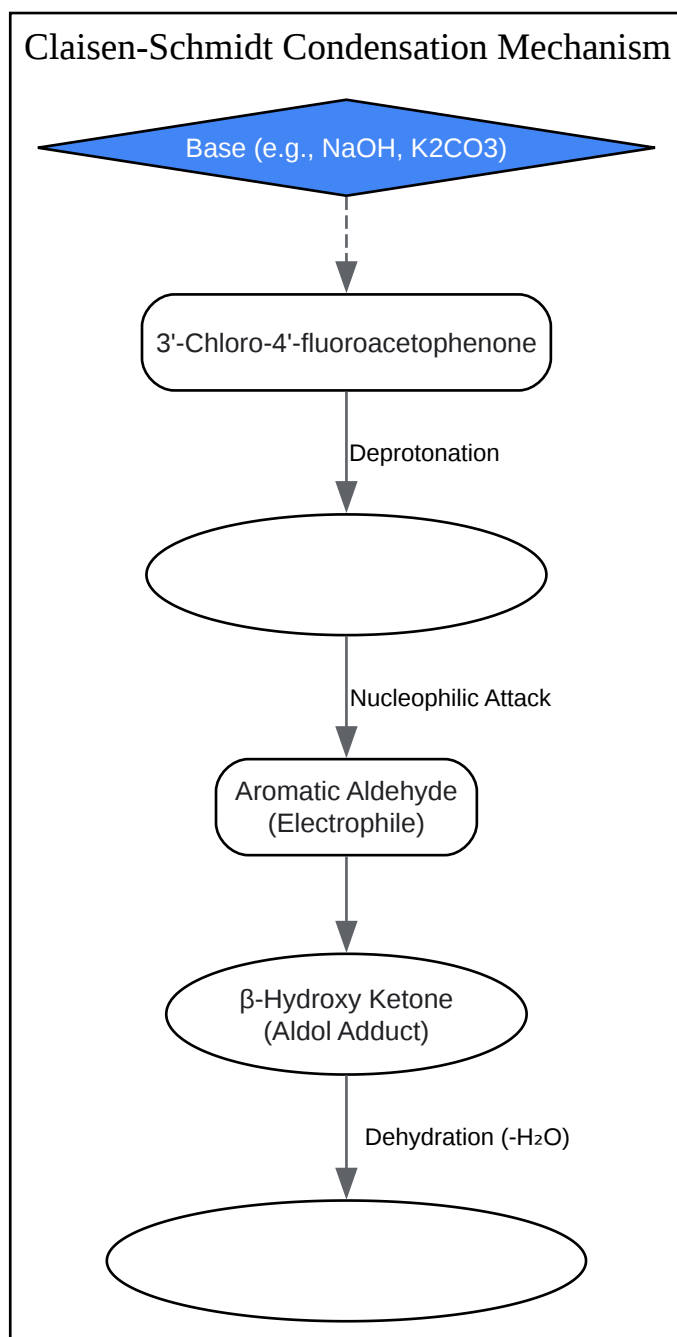 Claisen-Schmidt Condensation Mechanism
Base (e.g., NaOH, K2CO3)
3'-Chloro-4'-fluoroacetophenone
Deprotonation
Nucleophilic Attack
Aromatic Aldehyde
(Electrophile)
β-Hydroxy Ketone
(Aldol Adduct)
Dehydration (-H₂O)